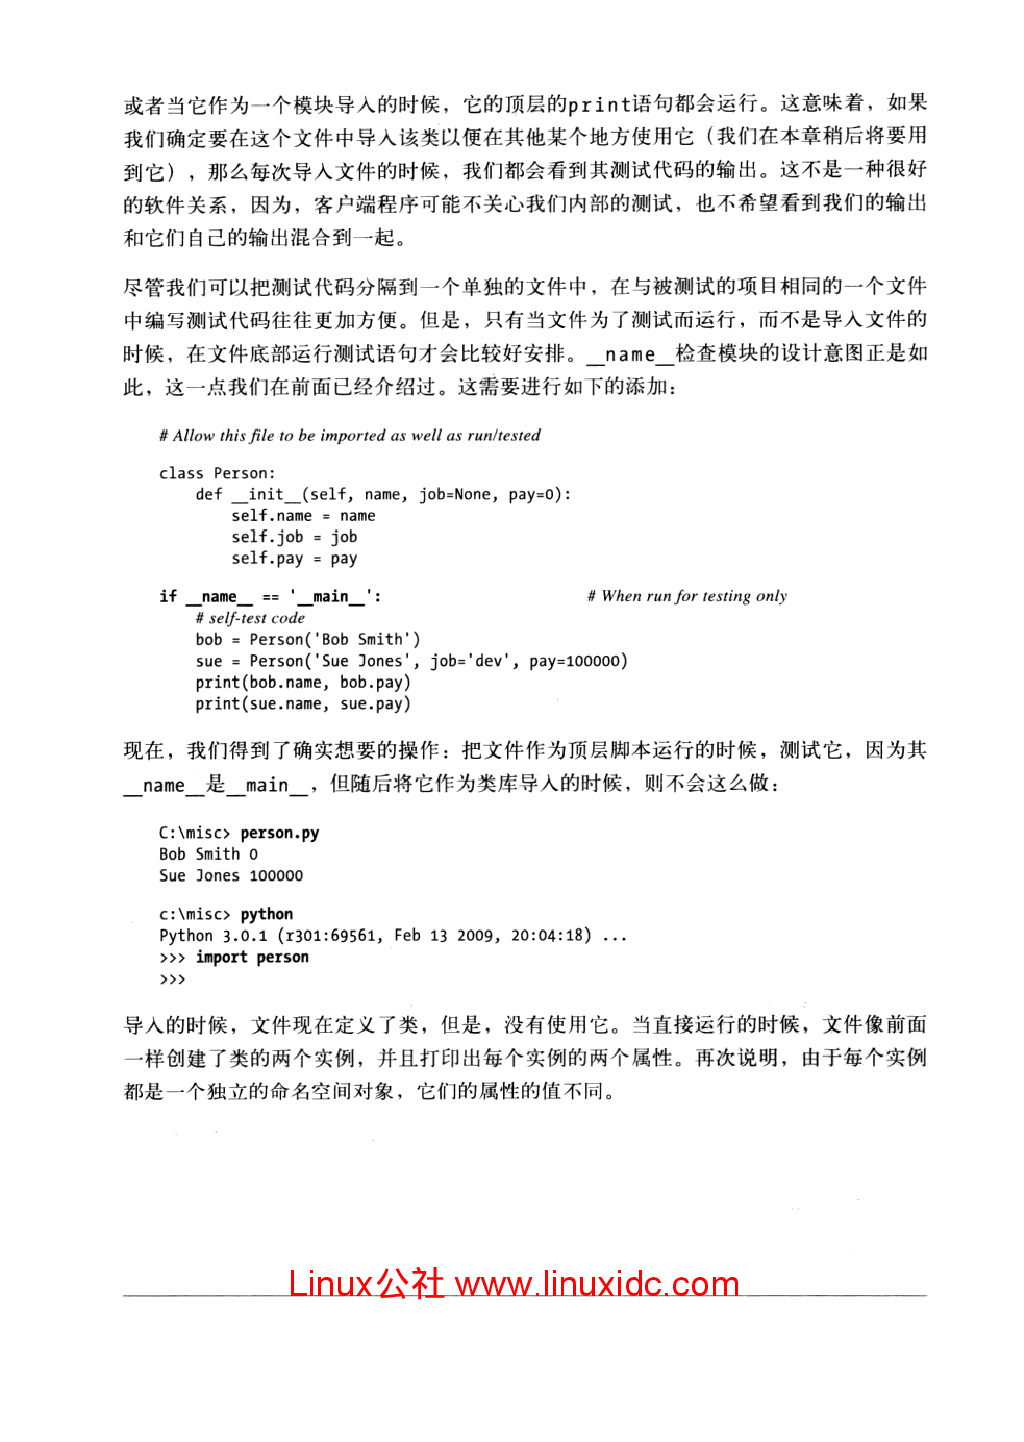 或者当它作为一个模块导入的时候，它的顶层的print语句都会运行。这意味着，如果
我们确定要在这个文件中导入该类以便在其他某个地方使用它（我们在本章稍后将要用
到它），那么每次导入文件的时候，我们都会看到其测试代码的输出。这不是一种很好
的软件关系，因为，客户端程序可能不关心我们内部的测试，也不希望看到我们的输出
和它们自己的输出混合到一起。
尽管我们可以把测试代码分隔到一个单独的文件中，在与被测试的项目相同的一个文件
中编写测试代码往往更加方便。但是，只有当文件为了测试而运行，而不是导入文件的
时候，在文件底部运行测试语句才会比较好安排。__name__检查模块的设计意图正是如
此，这一点我们在前面已经介绍过。这需要进行如下的添加：
# Allow this file to be imported as well as run/tested
class Person:
    def __init__(self, name, job=None, pay=0):
        self.name = name
        self.job = job
        self.pay = pay
if __name__ == '__main__':                # When run for testing only
    # self-test code
    bob = Person('Bob Smith')
    sue = Person('Sue Jones', job='dev', pay=100000)
    print(bob.name, bob.pay)
    print(sue.name, sue.pay)
现在，我们得到了确实想要的操作：把文件作为顶层脚本运行的时候，测试它，因为其
__name__是__main__，但随后将它作为类库导入的时候，则不会这么做：
C:\misc> person.py
Bob Smith 0
Sue Jones 100000
c:\misc> python
Python 3.0.1 (r301:69561, Feb 13 2009, 20:04:18) ...
>>> import person
>>>
导入的时候，文件现在定义了类，但是，没有使用它。当直接运行的时候，文件像前面
一样创建了类的两个实例，并且打印出每个实例的两个属性。再次说明，由于每个实例
都是一个独立的命名空间对象，它们的属性的值不同。
Linux公社 www.linuxidc.com